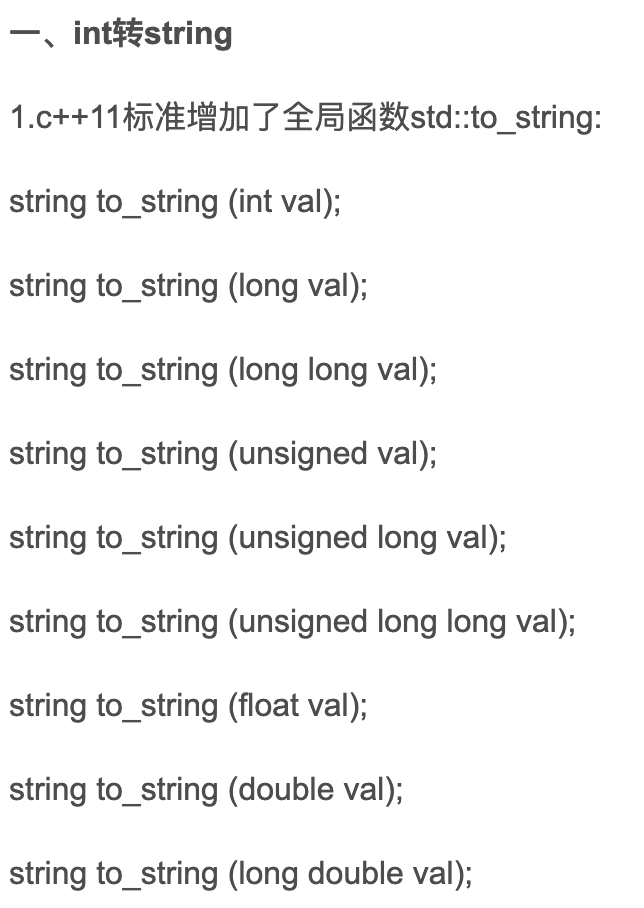 一、int转string
1.c++11标准增加了全局函数std::to_string:
string to_string (int val);
string to_string (long val);
string to_string (long long val);
string to_string (unsigned val);
string to_string (unsigned long val);
string to_string (unsigned long long val);
string to_string (float val);
string to_string (double val);
string to_string (long double val);